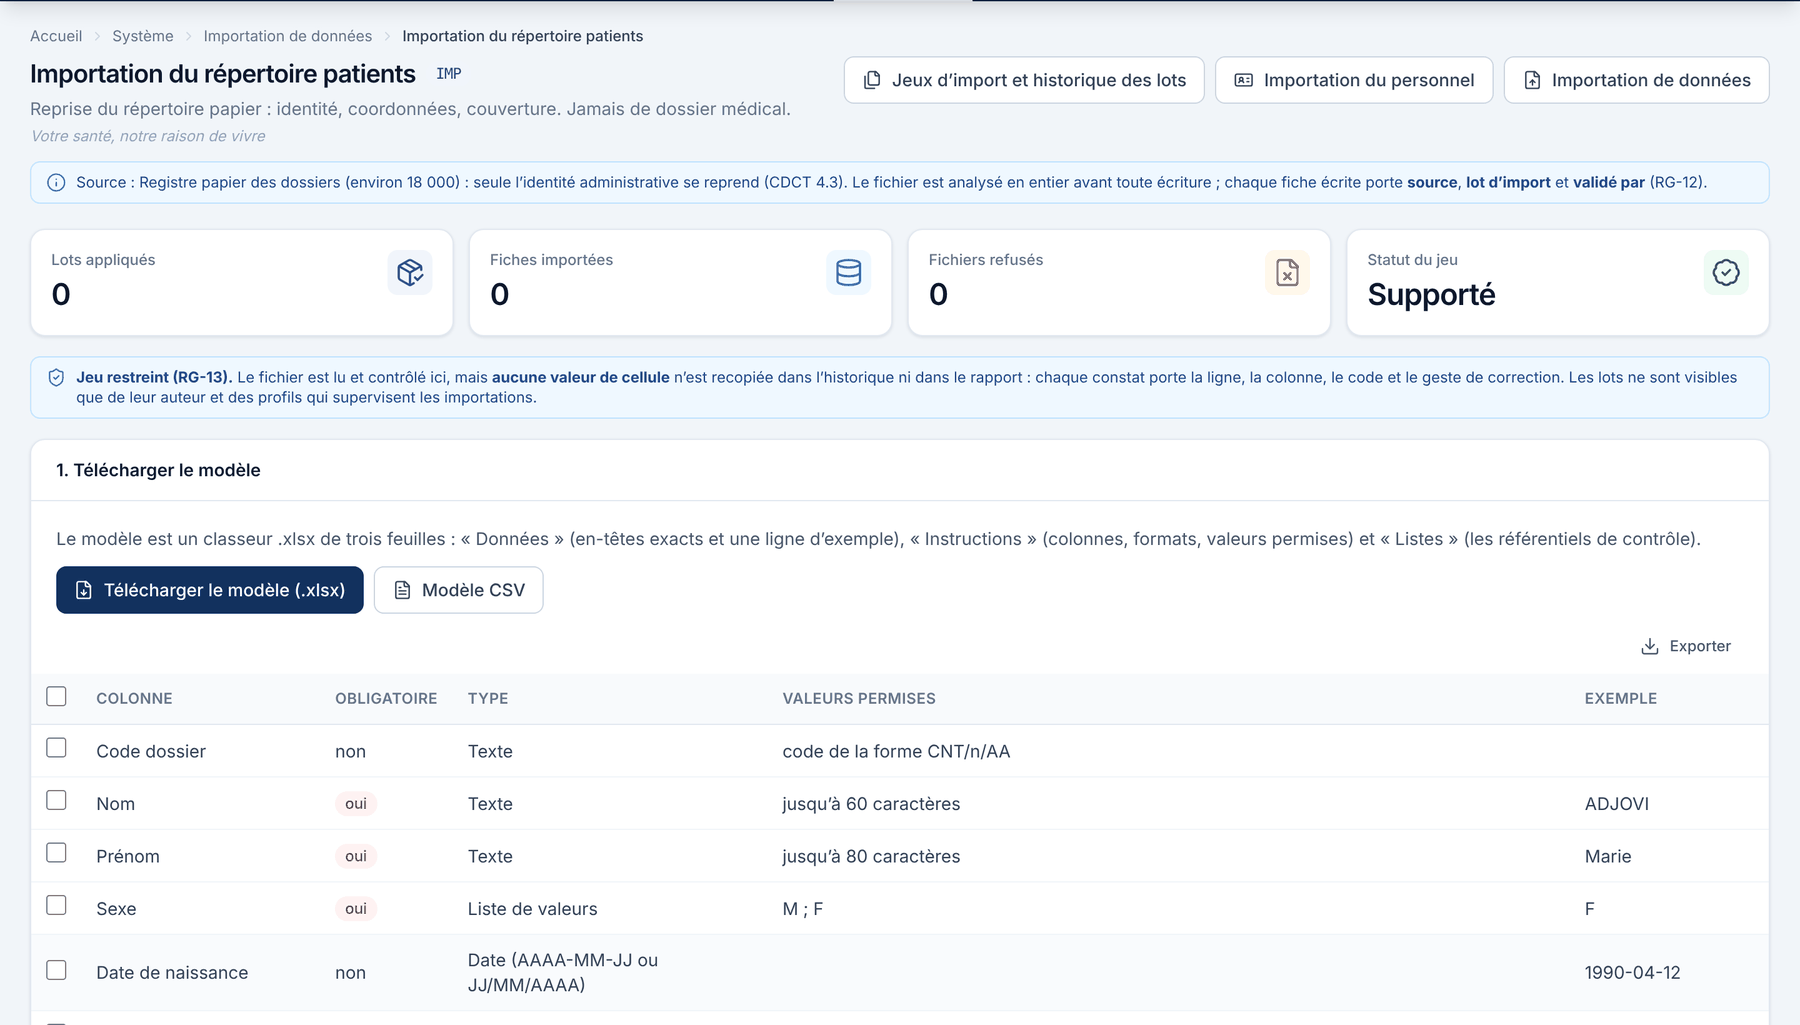 Accueil > Système > Importation de données > Importation du répertoire patients
Importation du répertoire patients IMP
Reprise du répertoire papier : identité, coordonnées, couverture. Jamais de dossier médical.
Votre santé, notre raison de vivre
Jeux d’import et historique des lots
Importation du personnel
Importation de données
Source : Registre papier des dossiers (environ 18 000) : seule l’identité administrative se reprend (CDCT 4.3). Le fichier est analysé en entier avant toute écriture ; chaque fiche écrite porte source, lot d’import et validé par (RG-12).
Lots appliqués
0
Fiches importées
0
Fichiers refusés
0
Statut du jeu
Supporté
Jeu restreint (RG-13). Le fichier est lu et contrôlé ici, mais aucune valeur de cellule n’est recopiée dans l’historique ni dans le rapport : chaque constat porte la ligne, la colonne, le code et le geste de correction. Les lots ne sont visibles
que de leur auteur et des profils qui supervisent les importations.
1. Télécharger le modèle
Le modèle est un classeur .xlsx de trois feuilles : « Données » (en-têtes exacts et une ligne d’exemple), « Instructions » (colonnes, formats, valeurs permises) et « Listes » (les référentiels de contrôle).
Télécharger le modèle (.xlsx)
Modèle CSV
Exporter
COLONNE OBLIGATOIRE TYPE VALEURS PERMISES EXEMPLE
Code dossier non Texte code de la forme CNT/n/AA
Nom oui Texte jusqu’à 60 caractères ADJOVI
Prénom oui Texte jusqu’à 80 caractères Marie
Sexe oui Liste de valeurs M ; F F
Date de naissance non Date (AAAA-MM-JJ ou
JJ/MM/AAAA) 1990-04-12